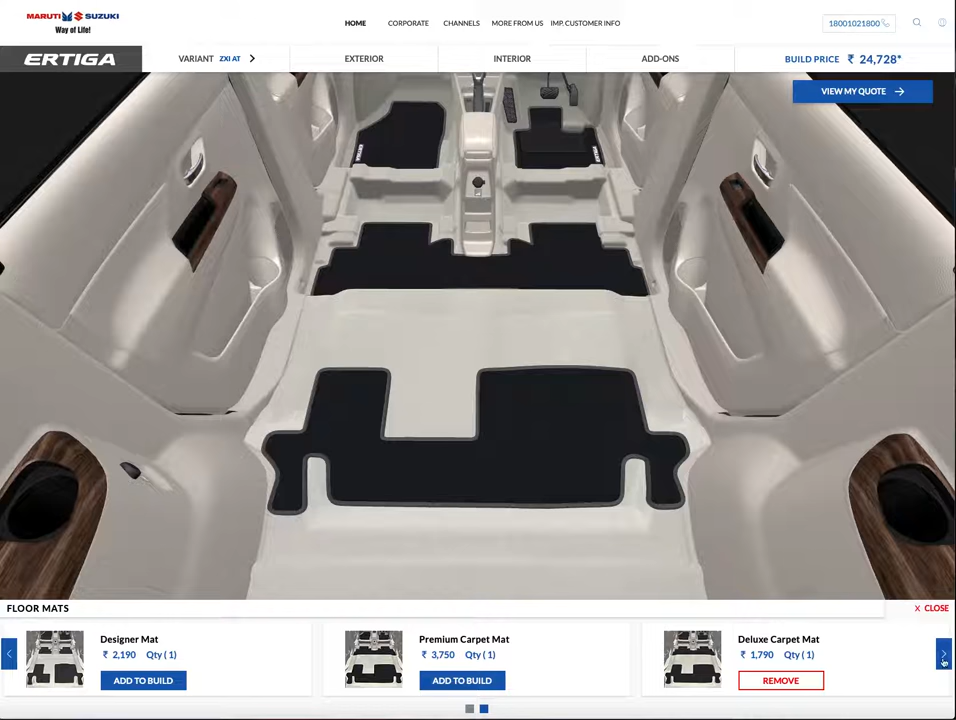 MARUTI SUZUKI
Way of Life!
HOME CORPORATE CHANNELS MORE FROM US IMP. CUSTOMER INFO
18001021800
ERTIGA
VARIANT ZXI AT EXTERIOR INTERIOR ADD-ONS
BUILD PRICE ₹ 24,728*
VIEW MY QUOTE
FLOOR MATS
X CLOSE
Designer Mat
₹ 2,190 Qty ( 1 )
ADD TO BUILD
Premium Carpet Mat
₹ 3,750 Qty ( 1 )
ADD TO BUILD
Deluxe Carpet Mat
₹ 1,790 Qty ( 1 )
REMOVE